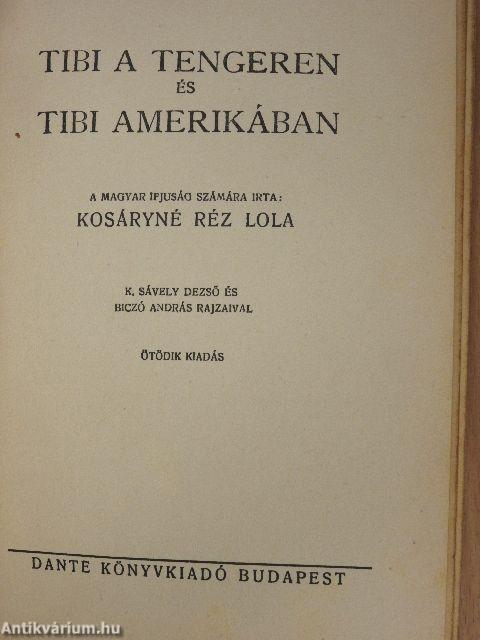 TIBI A TENGEREN
ÉS
TIBI AMERIKÁBAN
A MAGYAR IFJUSÁG SZÁMÁRA IRTA:
KOSÁRYNÉ RÉZ LOLA
K. SÁVELY DEZSŐ ÉS
BICZÓ ANDRÁS RAJZAIVAL
ÖTÖDIK KIADÁS
DANTE KÖNYVKIADÓ BUDAPEST
Antikvárium.hu